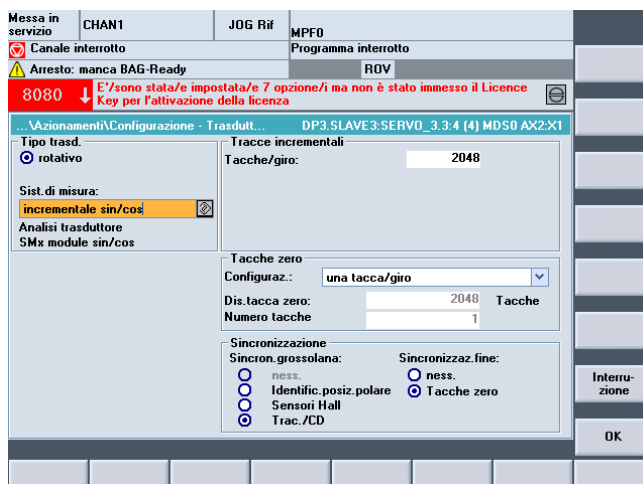 Messa in
servizio
CHAN1
JOG Rif
MPF0
Canale interrotto
Programma interrotto
Arresto: manca BAG-Ready
ROV
8080
E'/sono stata/e impostata/e 7 opzione/i ma non è stato immesso il Licence
Key per l'attivazione della licenza
...\Azionamenti\Configurazione - Trasdutt... DP3.SLAVE3:SERVO_3.3:4 (4) MDS0 AX2:X1
Tipo trasd.
rotativo
Sist.di misura:
incrementale sin/cos
Analisi trasduttore
SMx module sin/cos
Tracce incrementali
Tacche/giro: 2048
Tacche zero
Configuraz.: una tacca/giro
Dis.tacca zero: 2048 Tacche
Numero tacche 1
Sincronizzazione
Sincron.grossolana: Sincronizzaz.fine:
ness. ness.
Identific.posiz.polare Tacche zero
Sensori Hall
Trac./CD
Interru-
zione
OK